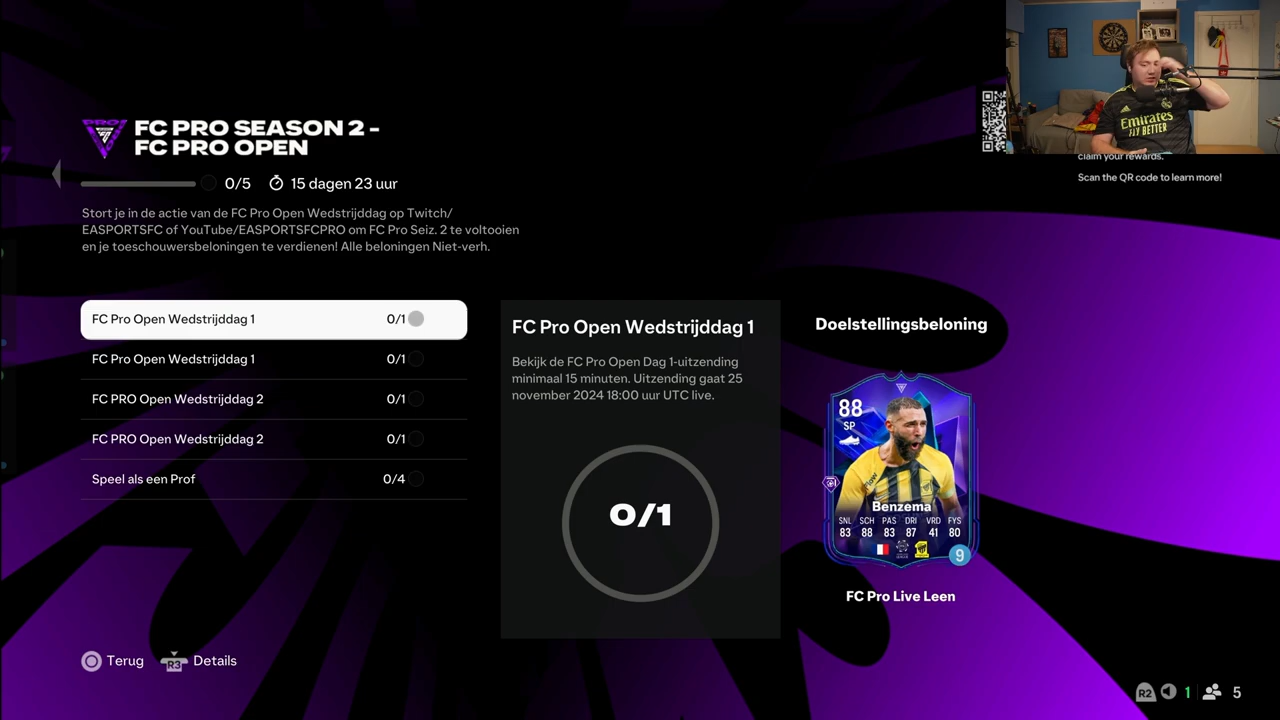 PRO
FC PRO SEASON 2 -
FC PRO OPEN
0/5
15 dagen 23 uur
Stort je in de actie van de FC Pro Open Wedstrijddag op Twitch/
EASPORTSFC of YouTube/EASPORTSFCPRO om FC Pro Seiz. 2 te voltooien
en je toeschouwersbeloningen te verdienen! Alle beloningen Niet-verh.
FC Pro Open Wedstrijddag 1 0/1
FC Pro Open Wedstrijddag 1 0/1
FC PRO Open Wedstrijddag 2 0/1
FC PRO Open Wedstrijddag 2 0/1
Speel als een Prof 0/4
FC Pro Open Wedstrijddag 1
Bekijk de FC Pro Open Dag 1-uitzending
minimaal 15 minuten. Uitzending gaat 25
november 2024 18:00 uur UTC live.
0/1
Emirates
FLY BETTER
claim your rewards.
Scan the QR code to learn more!
Doelstellingsbeloning
88
SP
Benzema
SNL SCH PAS DRI VRD FYS
83 88 83 87 41 80
9
FC Pro Live Leen
Terug
R3 Details
R2 1 5